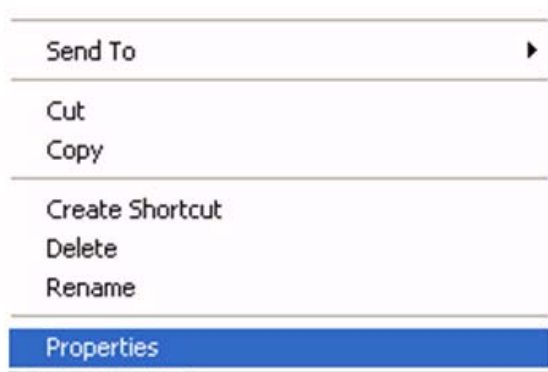 Send To
Cut
Copy
Create Shortcut
Delete
Rename
Properties